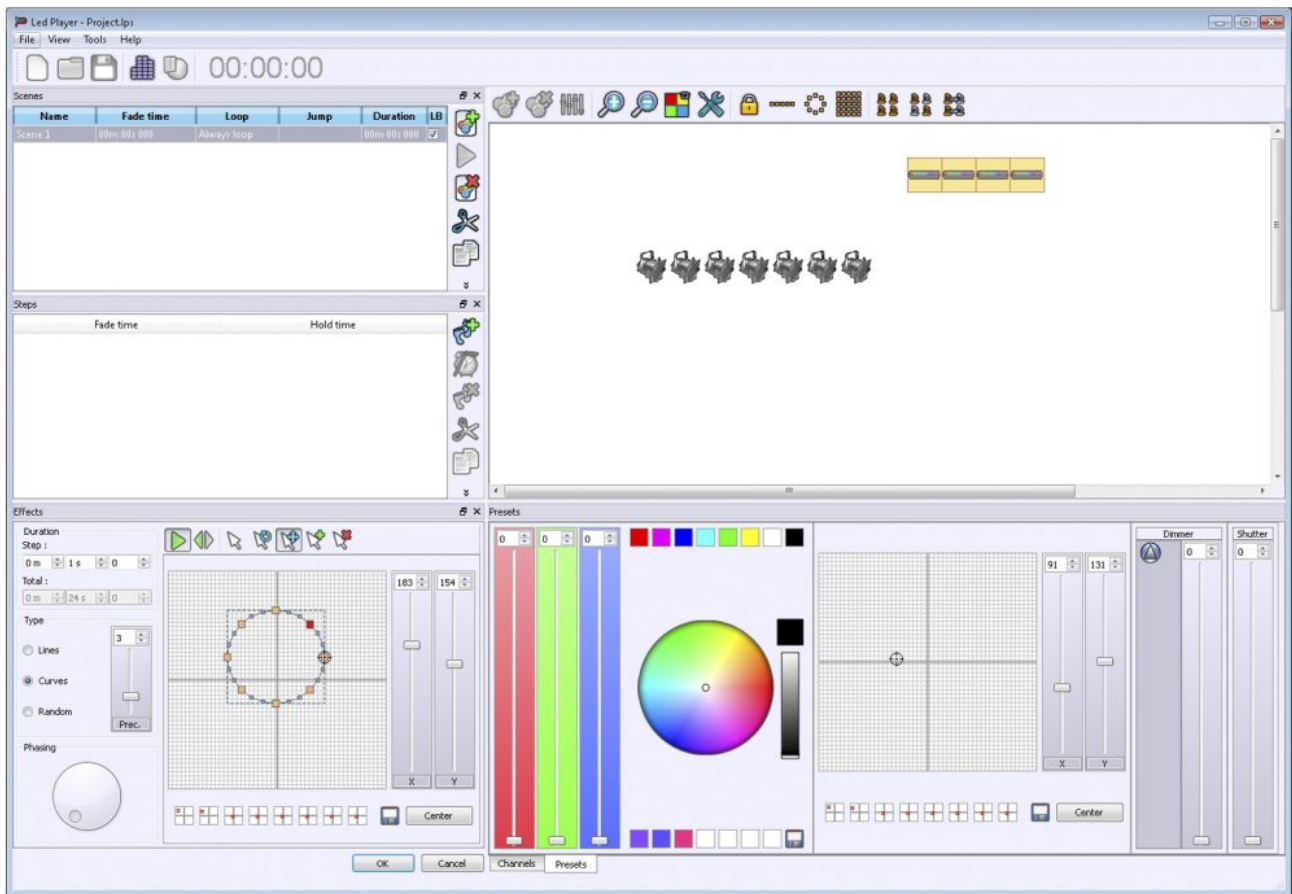 Led Player - Project.lps
File View Tools Help
00:00:00
Scenes
Name Fade time Loop Jump Duration LB
Scene 1 00m 00s 000 Always loop 00m 00s 000
Steps
Fade time Hold time
Effects
Duration
Step :
0 m 1 s 0
Total :
0 m 24 s 0
Type
3
Lines
Curves
Random
Prec.
Phasing
183 154
X Y
Center
OK Cancel
Presets
0 0 0
91 131
X Y
Center
Dimmer
0
Shutter
0
Channels Presets